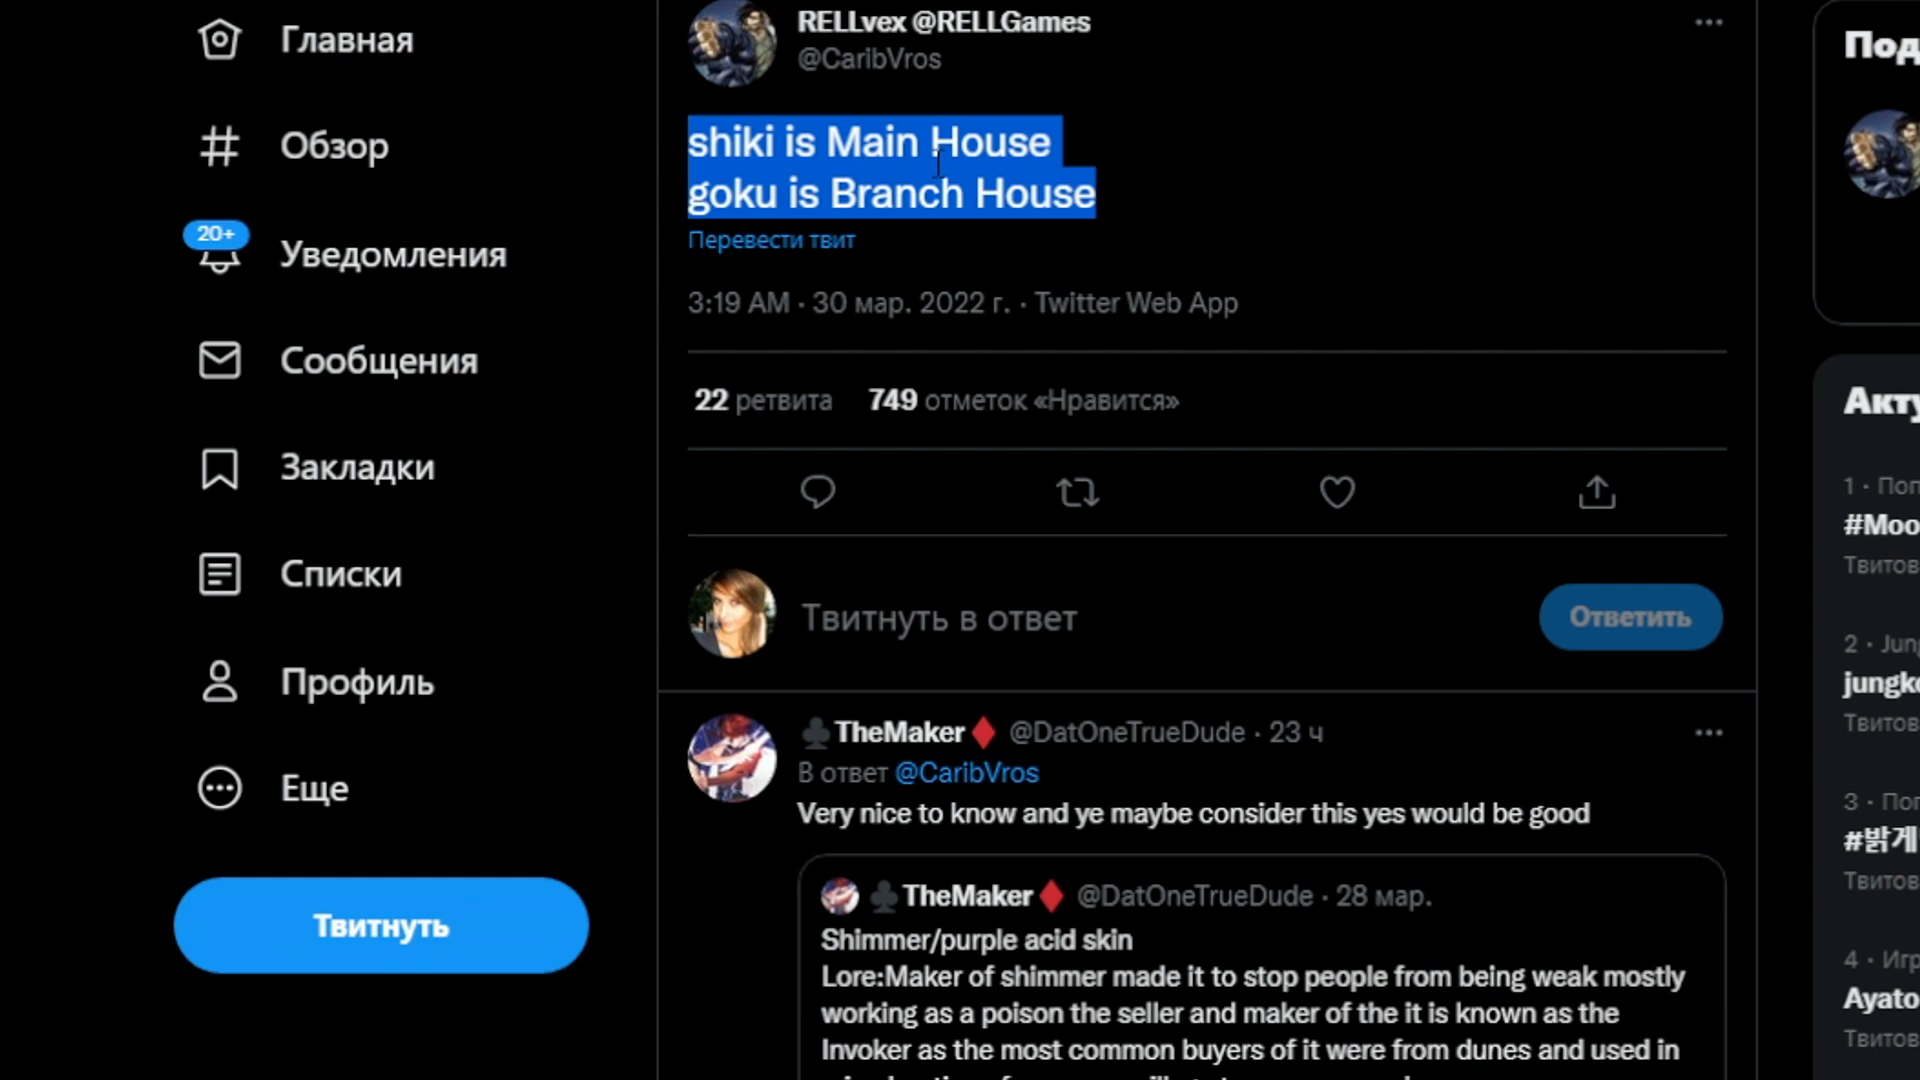 Главная
Обзор
20+
Уведомления
Сообщения
Закладки
Списки
Профиль
Еще
Твитнуть
RELLvex @RELLGames
@CaribVros
shiki is Main House
goku is Branch House
Перевести твит
3:19 AM · 30 мар. 2022 г. · Twitter Web App
22 ретвита 749 отметок «Нравится»
Твитнуть в ответ
Ответить
♣TheMaker♦ @DatOneTrueDude · 23 ч
В ответ @CaribVros
Very nice to know and ye maybe consider this yes would be good
♣TheMaker♦ @DatOneTrueDude · 28 мар.
Shimmer/purple acid skin
Lore:Maker of shimmer made it to stop people from being weak mostly
working as a poison the seller and maker of the it is known as the
Invoker as the most common buyers of it were from dunes and used in
Под
Акту
1 · Поп
#Moo
Твитов
2 · Jung
jungko
Твитов
3 · Поп
#밝게
Твитов
4 · Игр
Ayato
Твитов